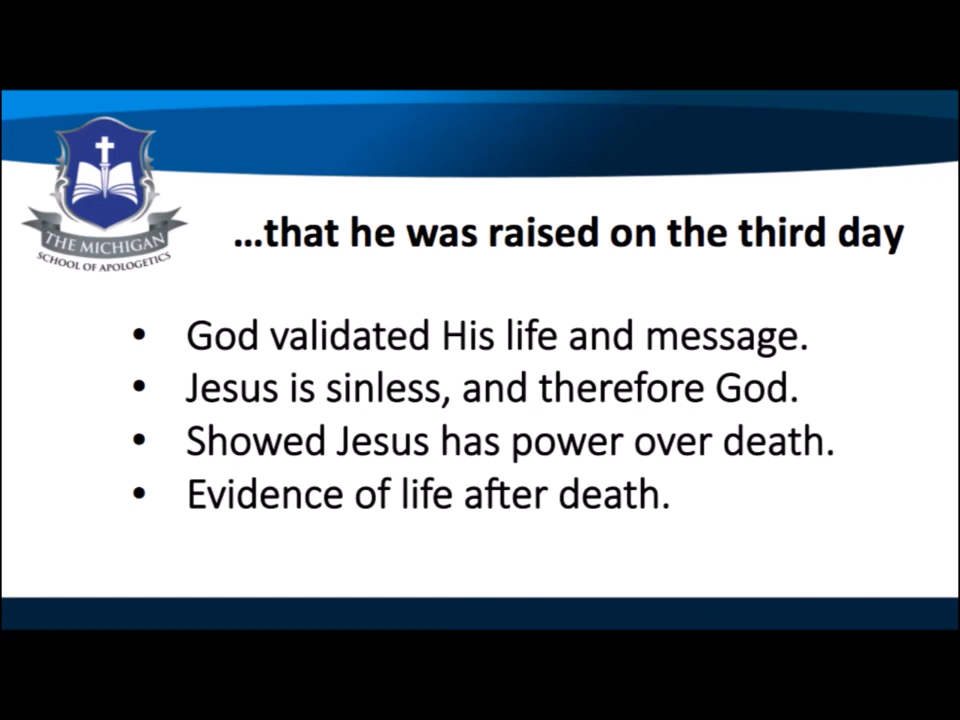 THE MICHIGAN
SCHOOL OF APOLOGETICS
...that he was raised on the third day
• God validated His life and message.
• Jesus is sinless, and therefore God.
• Showed Jesus has power over death.
• Evidence of life after death.